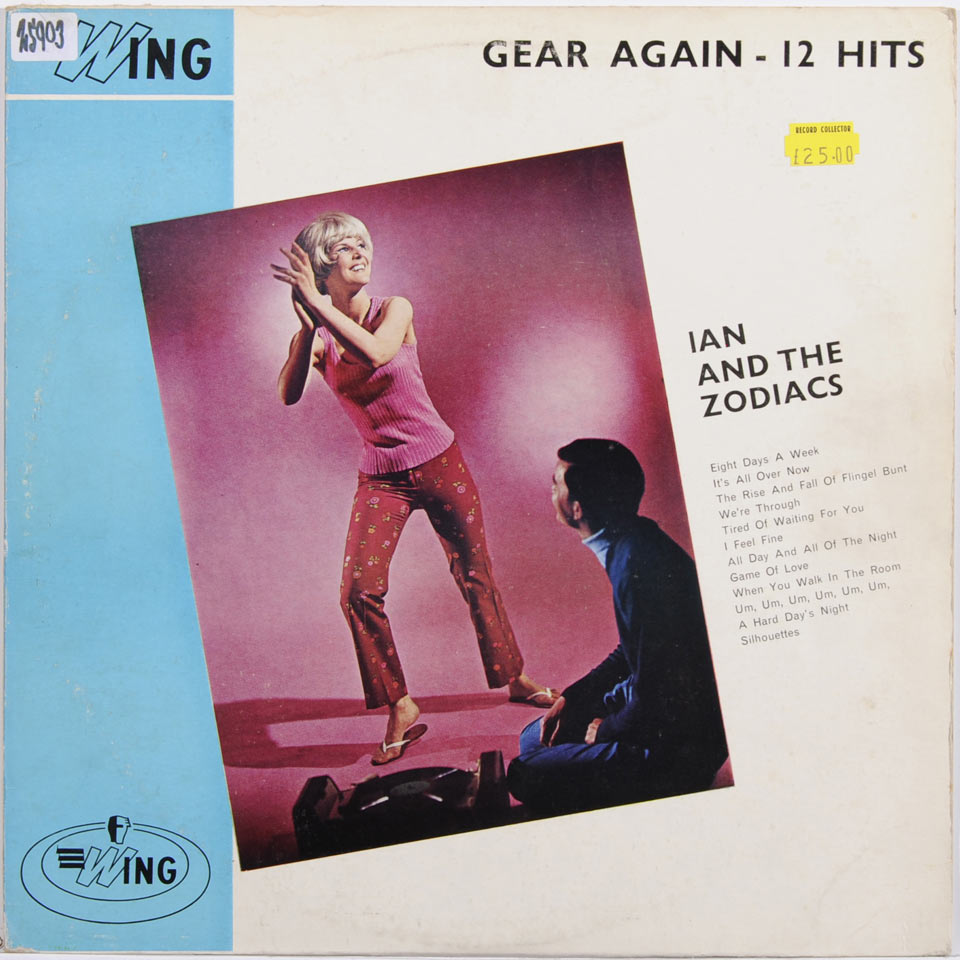 25903
WING
GEAR AGAIN - 12 HITS
RECORD COLLECTOR
£25.00
IAN
AND THE
ZODIACS
Eight Days A Week
It's All Over Now
The Rise And Fall Of Flingel Bunt
We're Through
Tired Of Waiting For You
I Feel Fine
All Day And All Of The Night
Game Of Love
When You Walk In The Room
Um, Um, Um, Um, Um, Um,
A Hard Day's Night
Silhouettes
WING